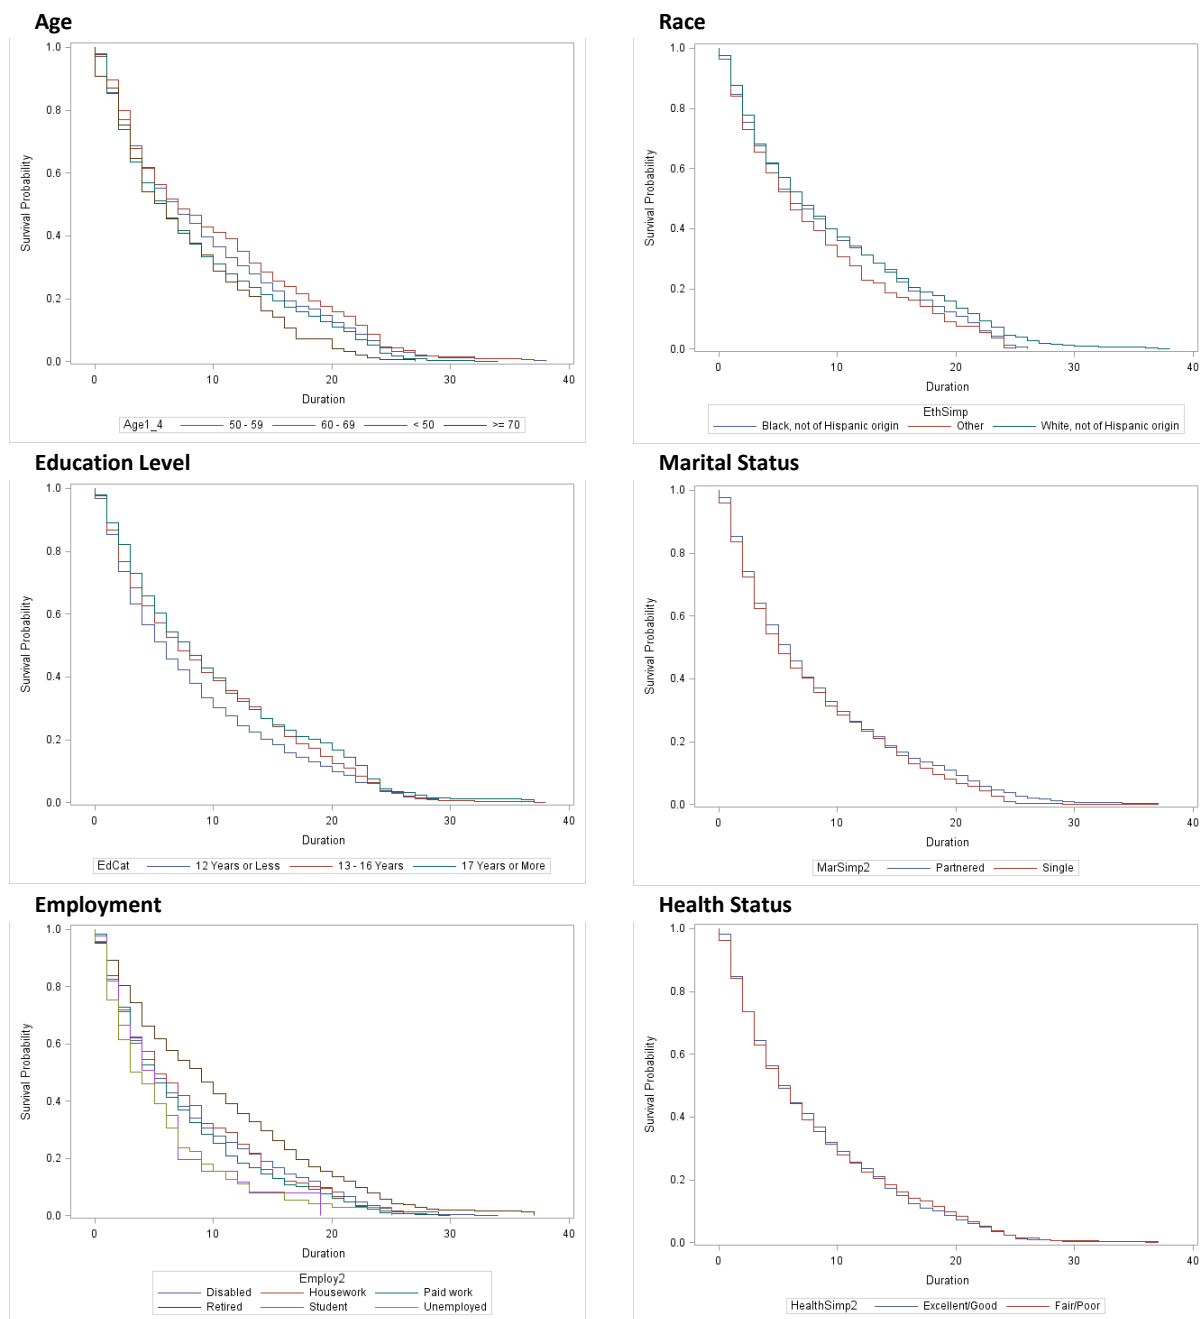 Age
1.0
0.8
0.6
0.4
0.2
0.0
Survival Probability
0 10 20 30 40
Duration
Age1_4 50 - 59 60 - 69 < 50 >= 70
Race
1.0
0.8
0.6
0.4
0.2
0.0
Survival Probability
0 10 20 30 40
Duration
EthSimp
Black, not of Hispanic origin Other White, not of Hispanic origin
Education Level
1.0
0.8
0.6
0.4
0.2
0.0
Survival Probability
0 10 20 30 40
Duration
EdCat 12 Years or Less 13 - 16 Years 17 Years or More
Marital Status
1.0
0.8
0.6
0.4
0.2
0.0
Survival Probability
0 10 20 30 40
Duration
MarSimp2 Partnered Single
Employment
1.0
0.8
0.6
0.4
0.2
0.0
Survival Probability
0 10 20 30 40
Duration
Employ2
Disabled Housework Paid work
Retired Student Unemployed
Health Status
1.0
0.8
0.6
0.4
0.2
0.0
Survival Probability
0 10 20 30 40
Duration
HealthSimp2 Excellent/Good Fair/Poor